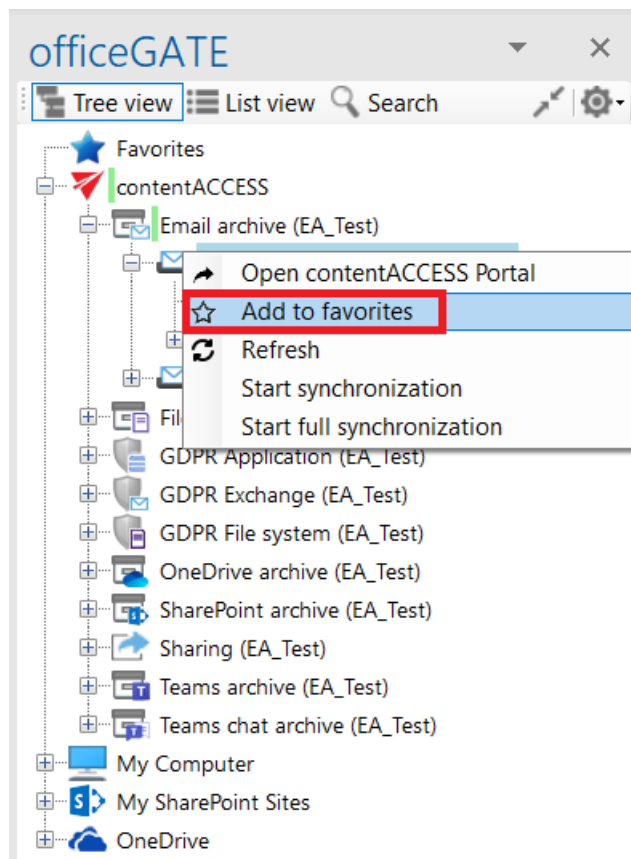 officeGATE
Tree view List view Search
Favorites
contentACCESS
Email archive (EA_Test)
Open contentACCESS Portal
Add to favorites
Refresh
Start synchronization
Start full synchronization
GDPR Application (EA_Test)
GDPR Exchange (EA_Test)
GDPR File system (EA_Test)
OneDrive archive (EA_Test)
SharePoint archive (EA_Test)
Sharing (EA_Test)
Teams archive (EA_Test)
Teams chat archive (EA_Test)
My Computer
My SharePoint Sites
OneDrive